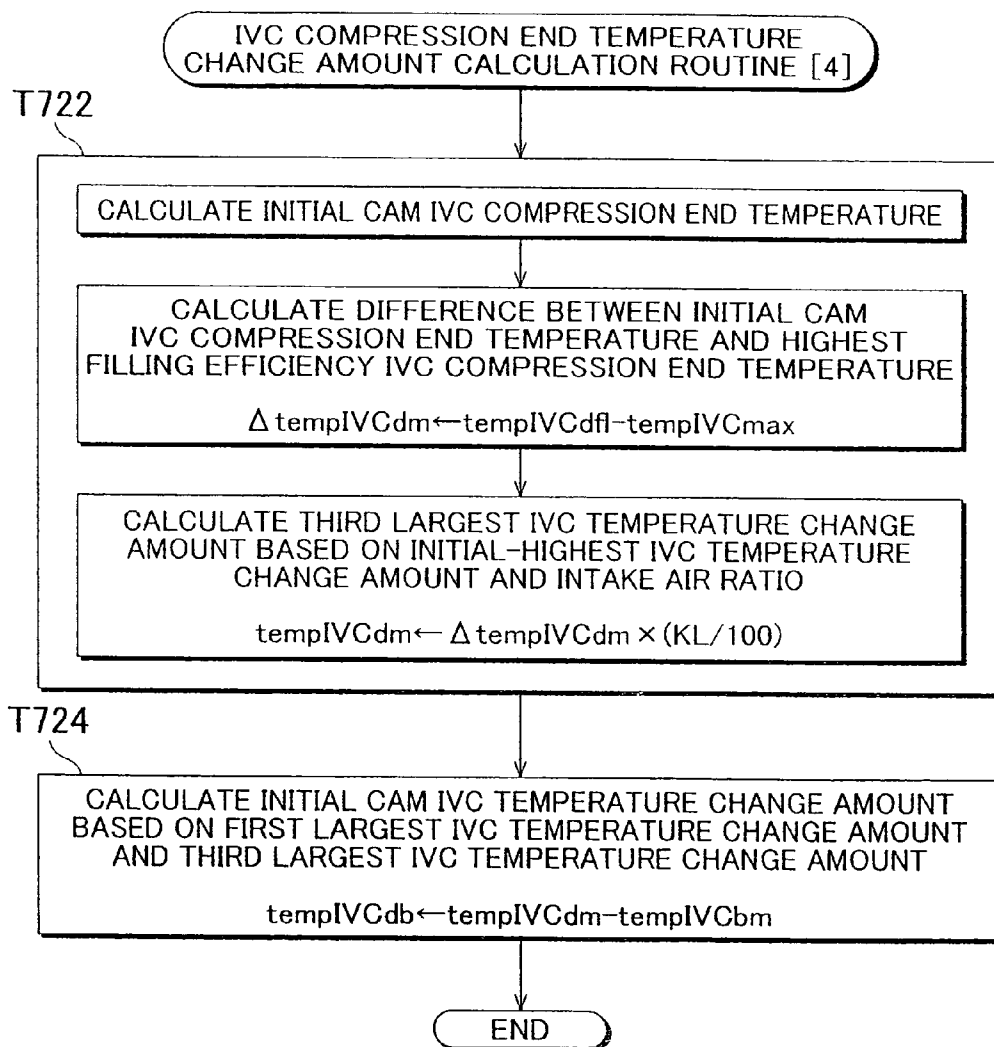 IVC COMPRESSION END TEMPERATURE
CHANGE AMOUNT CALCULATION ROUTINE [4]
T722
CALCULATE INITIAL CAM IVC COMPRESSION END TEMPERATURE
CALCULATE DIFFERENCE BETWEEN INITIAL CAM
IVC COMPRESSION END TEMPERATURE AND HIGHEST
FILLING EFFICIENCY IVC COMPRESSION END TEMPERATURE
Δ tempIVCdm←tempIVCdfl-tempIVCmax
CALCULATE THIRD LARGEST IVC TEMPERATURE CHANGE
AMOUNT BASED ON INITIAL-HIGHEST IVC TEMPERATURE
CHANGE AMOUNT AND INTAKE AIR RATIO
tempIVCdm← Δ tempIVCdm × (KL/100)
T724
CALCULATE INITIAL CAM IVC TEMPERATURE CHANGE AMOUNT
BASED ON FIRST LARGEST IVC TEMPERATURE CHANGE AMOUNT
AND THIRD LARGEST IVC TEMPERATURE CHANGE AMOUNT
tempIVCdb←tempIVCdm-tempIVCbm
END